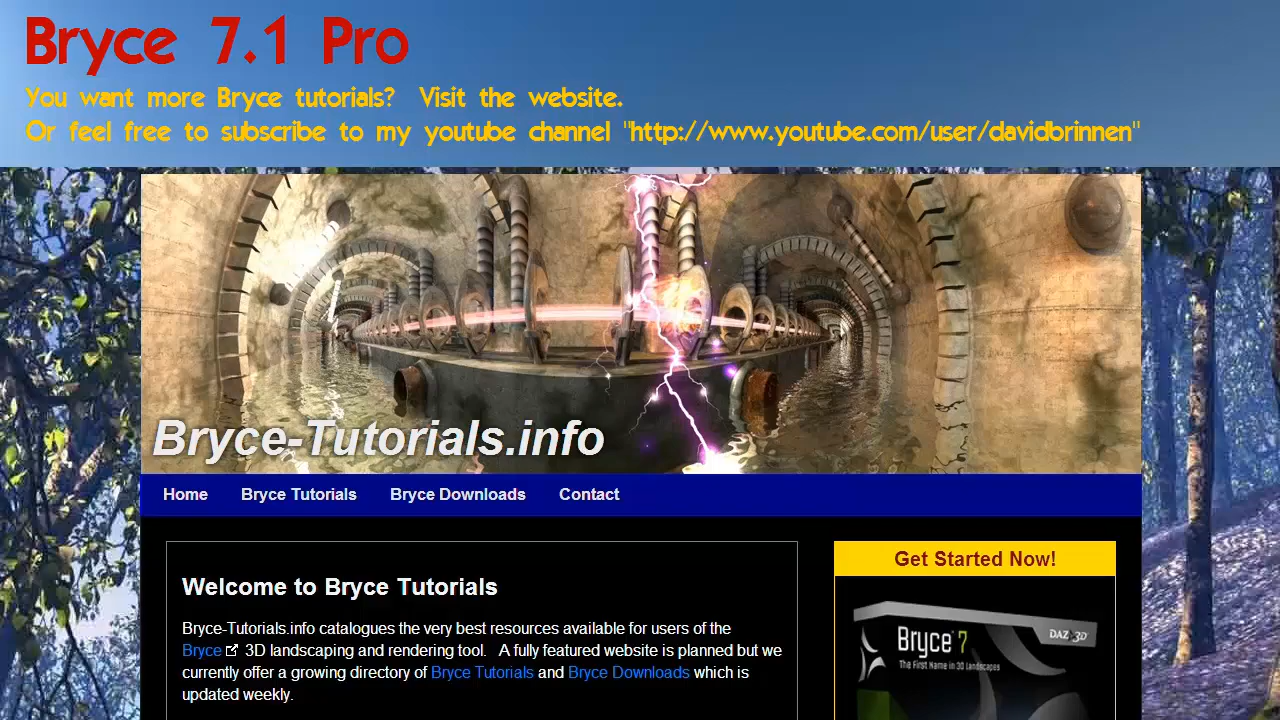 Bryce 7.1 Pro
You want more Bryce tutorials? Visit the website.
Or feel free to subscribe to my youtube channel "http://www.youtube.com/user/davidbrinnen"
Bryce-Tutorials.info
Home Bryce Tutorials Bryce Downloads Contact
Welcome to Bryce Tutorials
Bryce-Tutorials.info catalogues the very best resources available for users of the
Bryce 3D landscaping and rendering tool. A fully featured website is planned but we
currently offer a growing directory of Bryce Tutorials and Bryce Downloads which is
updated weekly.
Get Started Now!
Bryce 7
The First Name in 3D landscapes
DAZ 3D